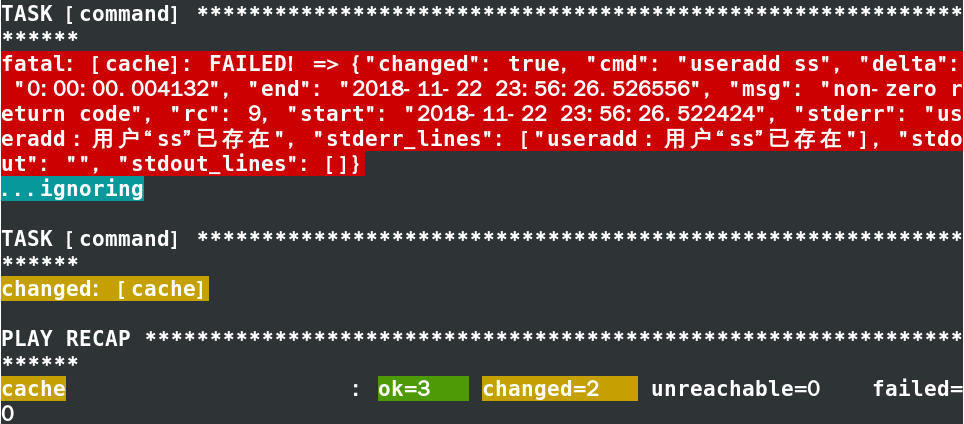 TASK [command] ***********************************************************
******
fatal: [cache]: FAILED! => {"changed": true, "cmd": "useradd ss", "delta":
 "0:00:00.004132", "end": "2018-11-22 23:56:26.526556", "msg": "non-zero r
eturn code", "rc": 9, "start": "2018-11-22 23:56:26.522424", "stderr": "us
eradd：用户“ss”已存在", "stderr_lines": ["useradd：用户“ss”已存在"], "stdo
ut": "", "stdout_lines": []}
...ignoring
TASK [command] ***********************************************************
******
changed: [cache]
PLAY RECAP ***************************************************************
******
cache                      : ok=3    changed=2    unreachable=0    failed=
0